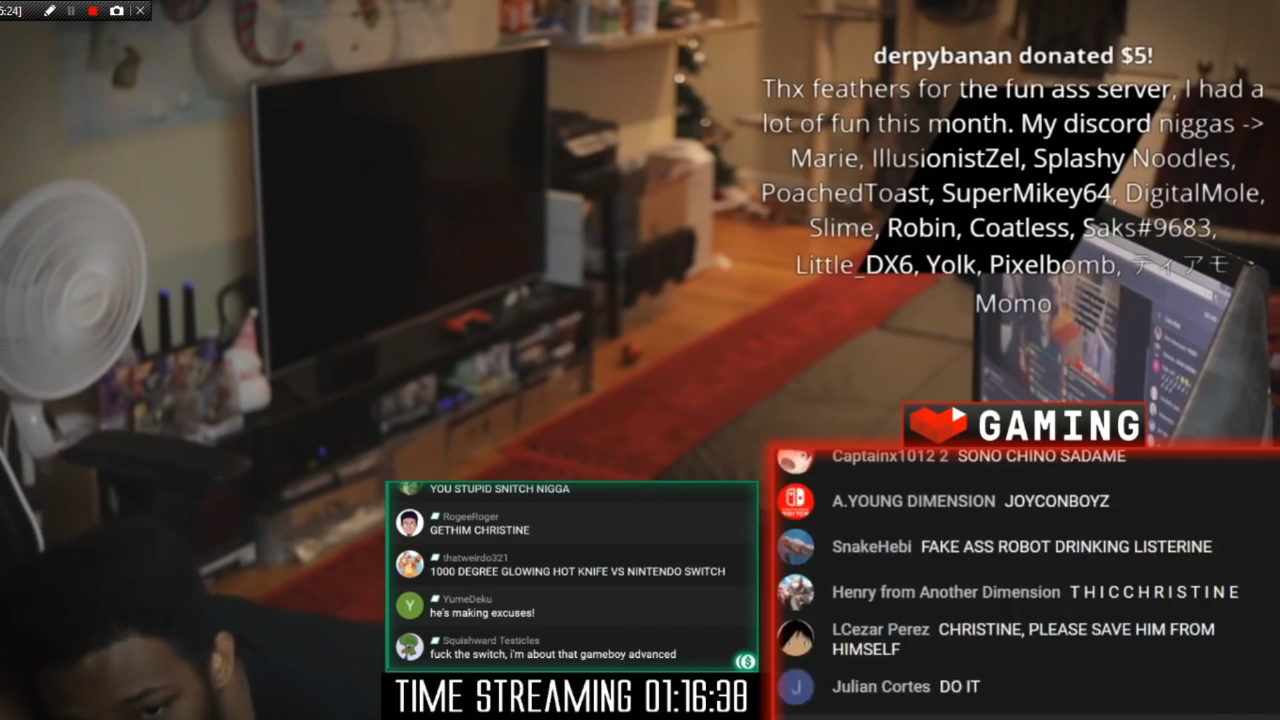 5:24]
derpybanan donated $5!
Thx feathers for the fun ass server, I had a
lot of fun this month. My discord niggas ->
Marie, IllusionistZel, Splashy Noodles,
PoachedToast, SuperMikey64, DigitalMole,
Slime, Robin, Coatless, Saks#9683,
Little_DX6, Yolk, Pixelbomb, ティアモ -
Momo
GAMING
Captainx1012 2 SONO CHINO SADAME
A.YOUNG DIMENSION JOYCONBOYZ
SnakeHebi FAKE ASS ROBOT DRINKING LISTERINE
Henry from Another Dimension T H I C C H R I S T I N E
LCezar Perez CHRISTINE, PLEASE SAVE HIM FROM
HIMSELF
J Julian Cortes DO IT
YOU STUPID SNITCH NIGGA
RogeeRoger
GETHIM CHRISTINE
thatweirdo321
1000 DEGREE GLOWING HOT KNIFE VS NINTENDO SWITCH
Y YumeDeku
he's making excuses!
Squishward Testicles
fuck the switch, i'm about that gameboy advanced
TIME STREAMING 01:16:38